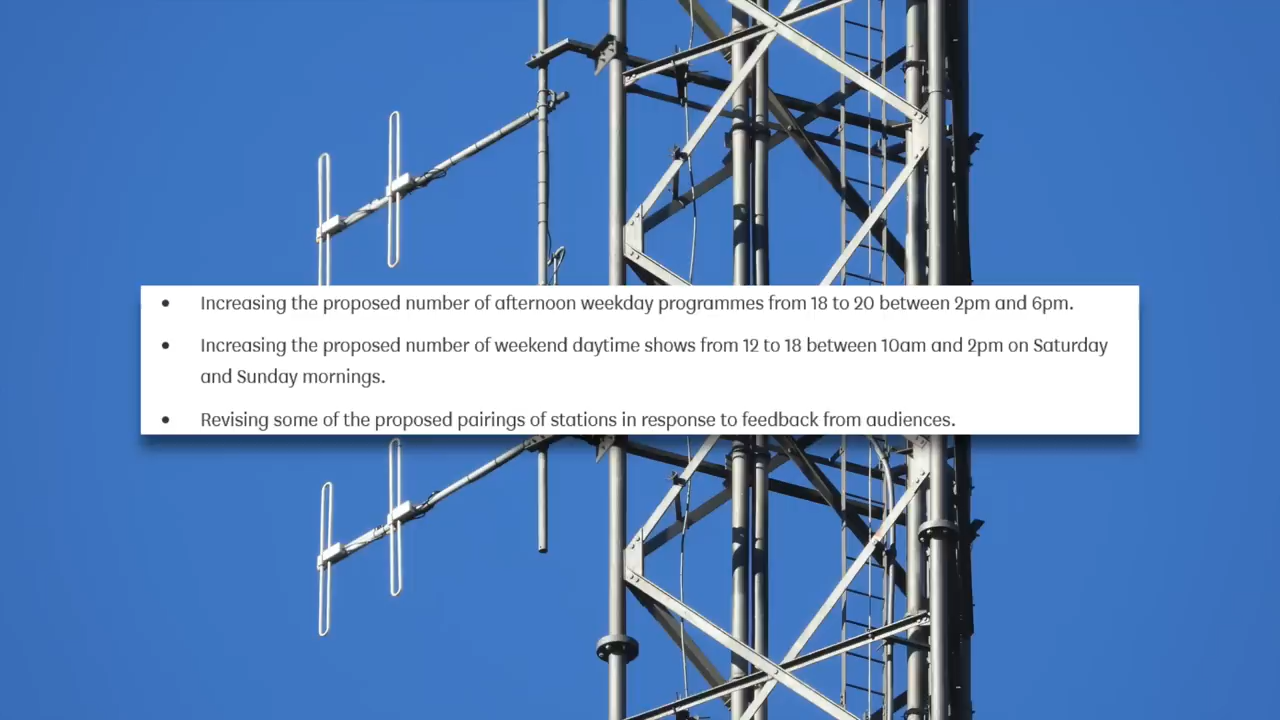 • Increasing the proposed number of afternoon weekday programmes from 18 to 20 between 2pm and 6pm.
• Increasing the proposed number of weekend daytime shows from 12 to 18 between 10am and 2pm on Saturday
and Sunday mornings.
• Revising some of the proposed pairings of stations in response to feedback from audiences.